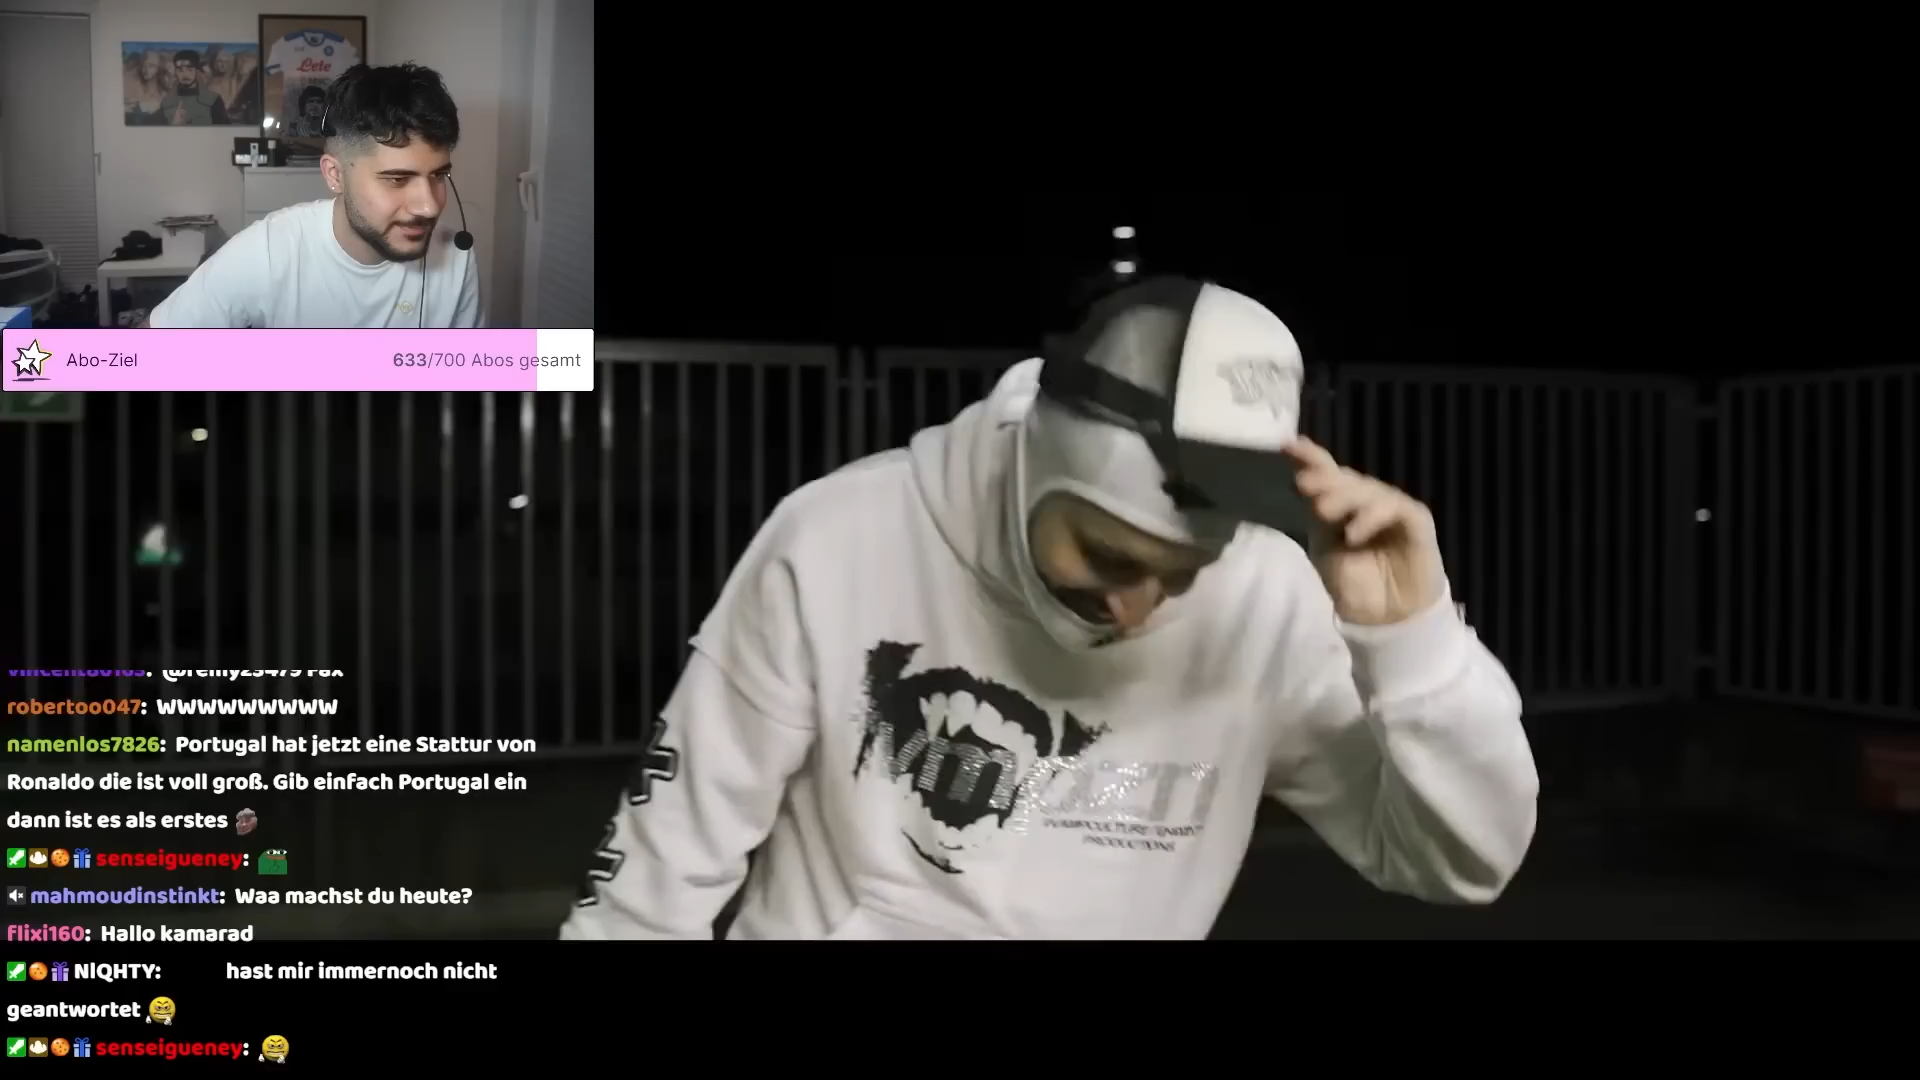 Lete
Abo-Ziel
633/700 Abos gesamt
robertoo047: WWWWWWWWW
namenlos7826: Portugal hat jetzt eine Stattur von
Ronaldo die ist voll groß. Gib einfach Portugal ein
dann ist es als erstes
senseigueney:
mahmoudinstinkt: Waa machst du heute?
flixi160: Hallo kamarad
NIQHTY: hast mir immernoch nicht
geantwortet
senseigueney: